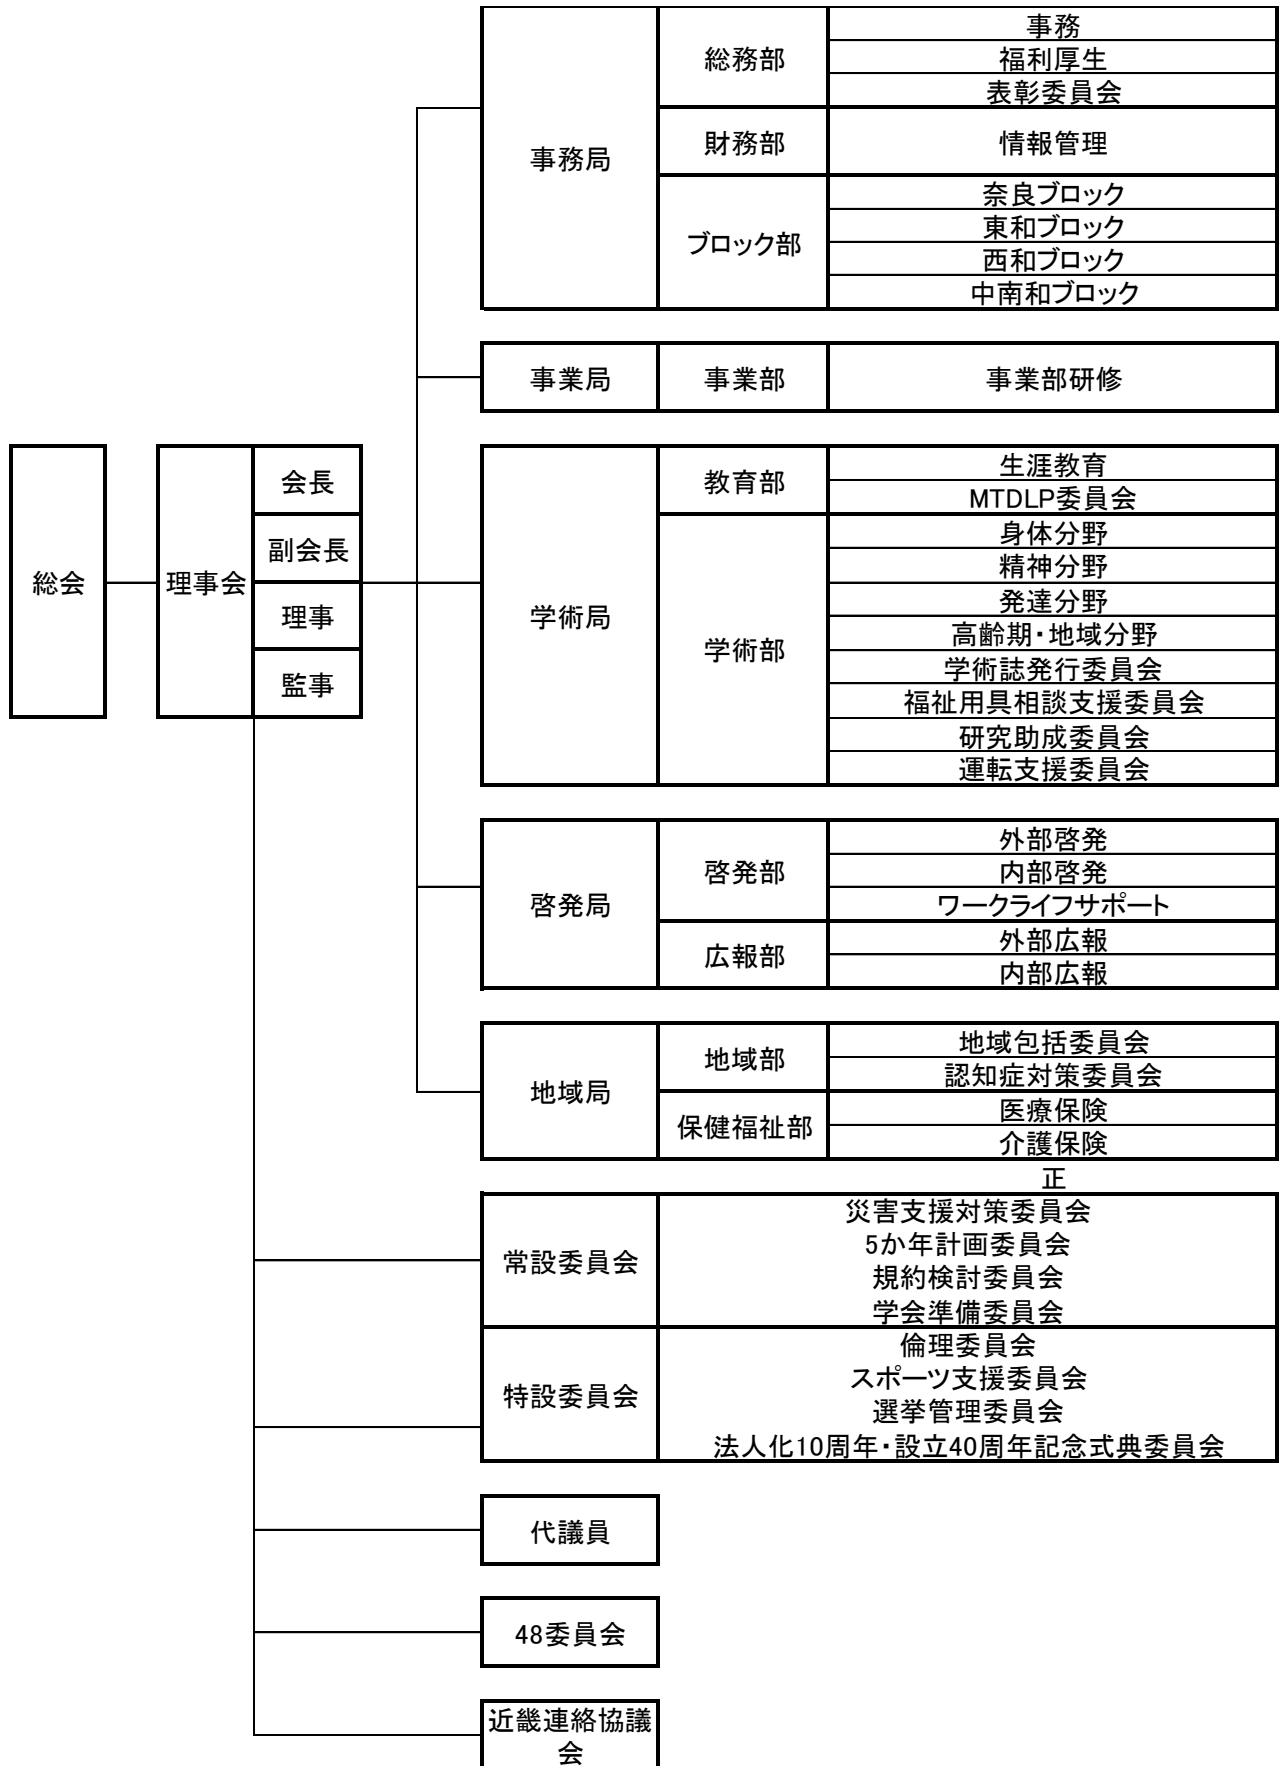 総会
理事会
会長
副会長
理事
監事
事務局
総務部
事務
福利厚生
表彰委員会
財務部
情報管理
ブロック部
奈良ブロック
東和ブロック
西和ブロック
中南和ブロック
事業局
事業部
事業部研修
学術局
教育部
生涯教育
MTDLP委員会
学術部
身体分野
精神分野
発達分野
高齢期・地域分野
学術誌発行委員会
福祉用具相談支援委員会
研究助成委員会
運転支援委員会
啓発局
啓発部
外部啓発
内部啓発
ワークライフサポート
広報部
外部広報
内部広報
地域局
地域部
地域包括委員会
認知症対策委員会
保健福祉部
医療保険
介護保険
正
常設委員会
災害支援対策委員会
5か年計画委員会
規約検討委員会
学会準備委員会
特設委員会
倫理委員会
スポーツ支援委員会
選挙管理委員会
法人化10周年・設立40周年記念式典委員会
代議員
48委員会
近畿連絡協議
会